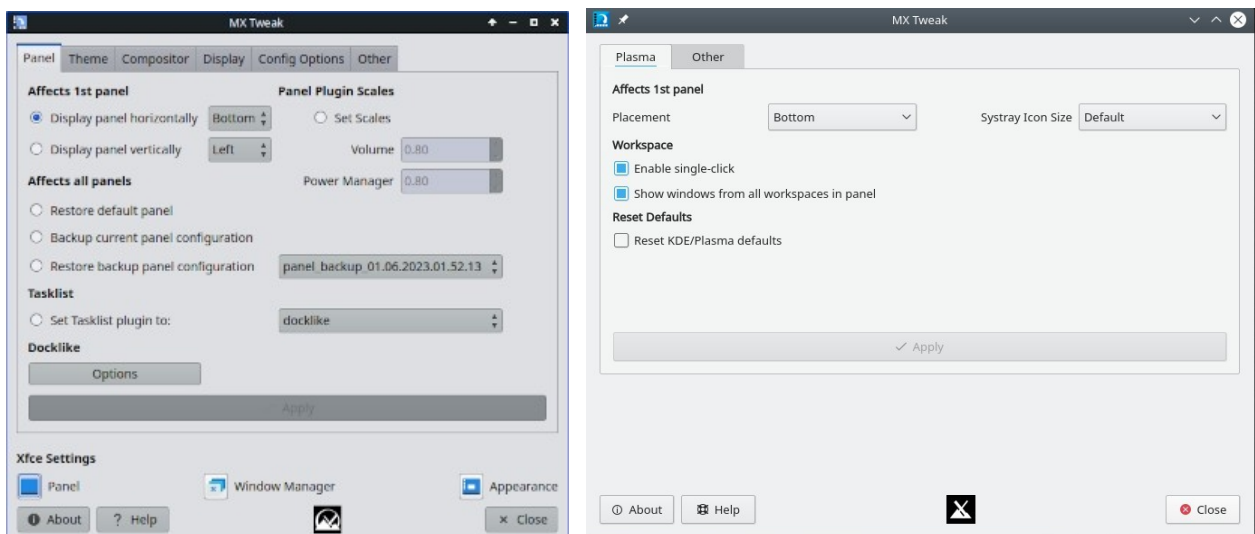 MX Tweak
Panel Theme Compositor Display Config Options Other
Affects 1st panel Panel Plugin Scales
Display panel horizontally Bottom Set Scales
Display panel vertically Left Volume 0.80
Affects all panels Power Manager 0.80
Restore default panel
Backup current panel configuration
Restore backup panel configuration panel_backup_01.06.2023.01.52.13
Tasklist
Set Tasklist plugin to: docklike
Docklike
Options
Apply
Xfce Settings
Panel Window Manager Appearance
About ? Help × Close
MX Tweak
Plasma Other
Affects 1st panel
Placement Bottom Systray Icon Size Default
Workspace
Enable single-click
Show windows from all workspaces in panel
Reset Defaults
Reset KDE/Plasma defaults
Apply
About Help Close